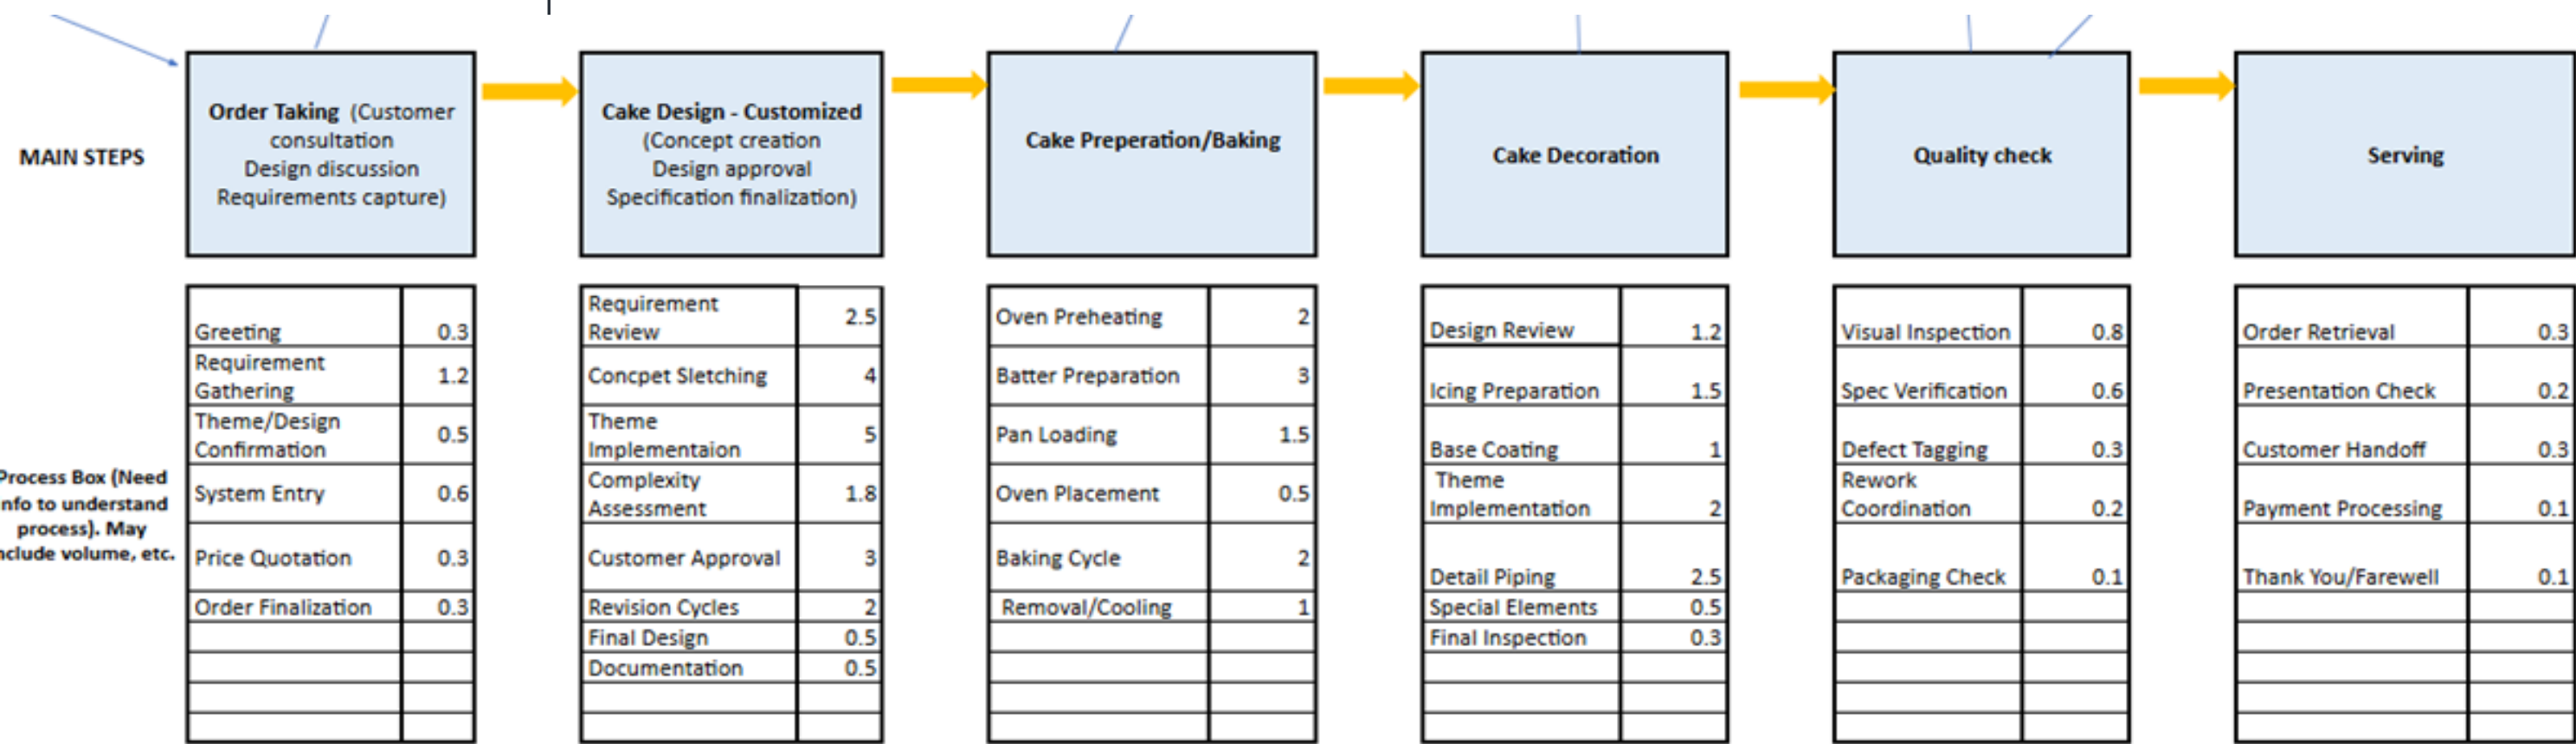 MAIN STEPS
Order Taking (Customer
consultation
Design discussion
Requirements capture)
Cake Design - Customized
(Concept creation
Design approval
Specification finalization)
Cake Preperation/Baking
Cake Decoration
Quality check
Serving
Process Box (Need
nfo to understand
process). May
nclude volume, etc.
Greeting 0.3
Requirement
Gathering 1.2
Theme/Design
Confirmation 0.5
System Entry 0.6
Price Quotation 0.3
Order Finalization 0.3
Requirement
Review 2.5
Concpet Sletching 4
Theme
Implementaion 5
Complexity
Assessment 1.8
Customer Approval 3
Revision Cycles 2
Final Design 0.5
Documentation 0.5
Oven Preheating 2
Batter Preparation 3
Pan Loading 1.5
Oven Placement 0.5
Baking Cycle 2
Removal/Cooling 1
Design Review 1.2
Icing Preparation 1.5
Base Coating 1
Theme
Implementation 2
Detail Piping 2.5
Special Elements 0.5
Final Inspection 0.3
Visual Inspection 0.8
Spec Verification 0.6
Defect Tagging 0.3
Rework
Coordination 0.2
Packaging Check 0.1
Order Retrieval 0.3
Presentation Check 0.2
Customer Handoff 0.3
Payment Processing 0.1
Thank You/Farewell 0.1